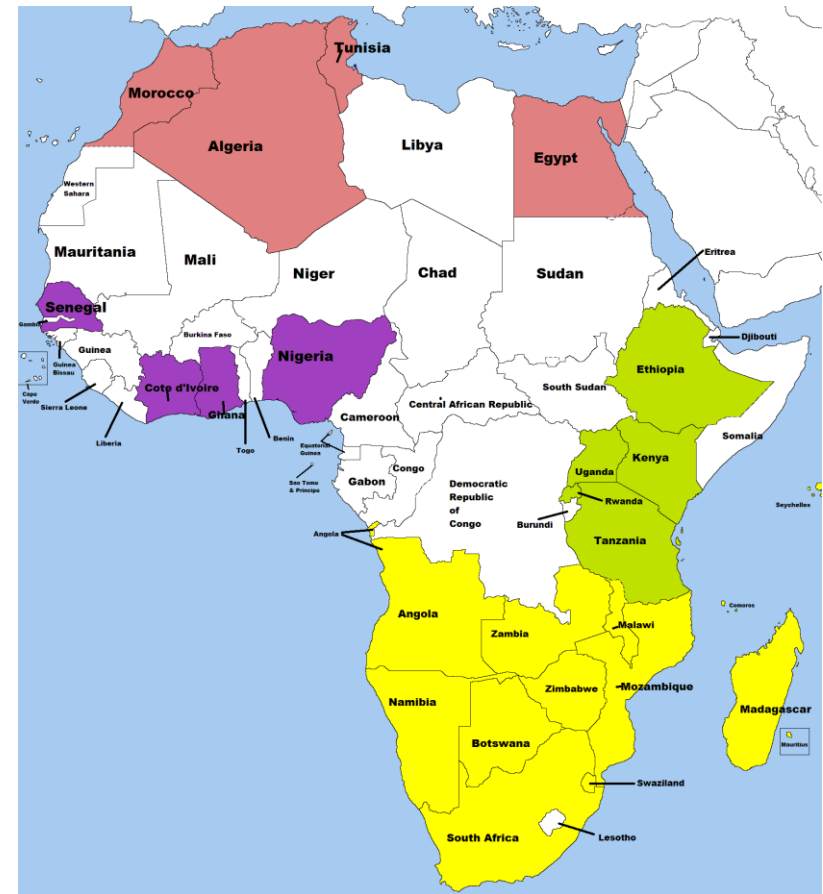 Tunisia
Morocco
Algeria
Libya
Egypt
Western
Sahara
Mauritania
Mali
Niger
Chad
Sudan
Eritrea
Senegal
Gambia
Burkina Faso
Djibouti
Guinea
Guinea
Bissau
Nigeria
Ethiopia
Cote d'Ivoire
South Sudan
Cape
Verde
Sierra Leone
Ghana
Central African Republic
Cameroon
Liberia
Togo
Benin
Equatorial
Guinea
Somalia
Kenya
Uganda
Congo
Gabon
Sao Tome
& Principe
Democratic
Republic
of
Congo
Rwanda
Seychelles
Burundi
Angola
Tanzania
Comoros
Angola
Malawi
Zambia
Zimbabwe
Mozambique
Namibia
Madagascar
Botswana
Mauritius
Swaziland
South Africa
Lesotho